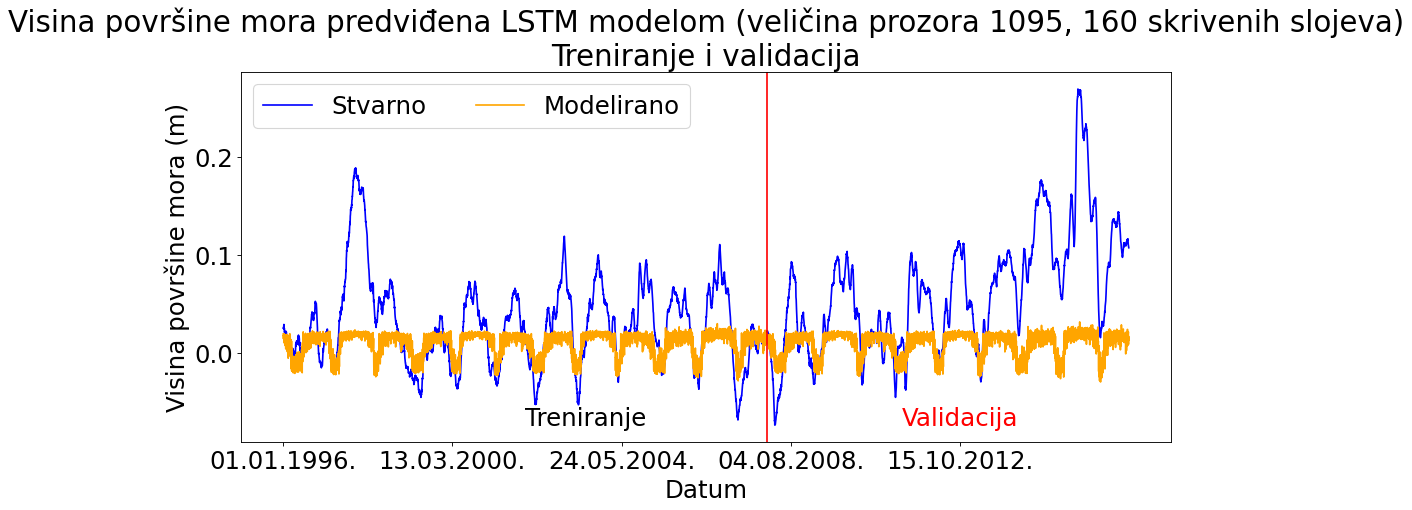 Visina površine mora predviđena LSTM modelom (veličina prozora 1095, 160 skrivenih slojeva)
Treniranje i validacija
Stvarno
Modelirano
Visina površine mora (m)
0.2
0.1
0.0
Treniranje
Validacija
01.01.1996.
13.03.2000.
24.05.2004.
04.08.2008.
15.10.2012.
Datum